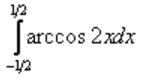 ∫_{-1/2}^{1/2} arccos 2xdx